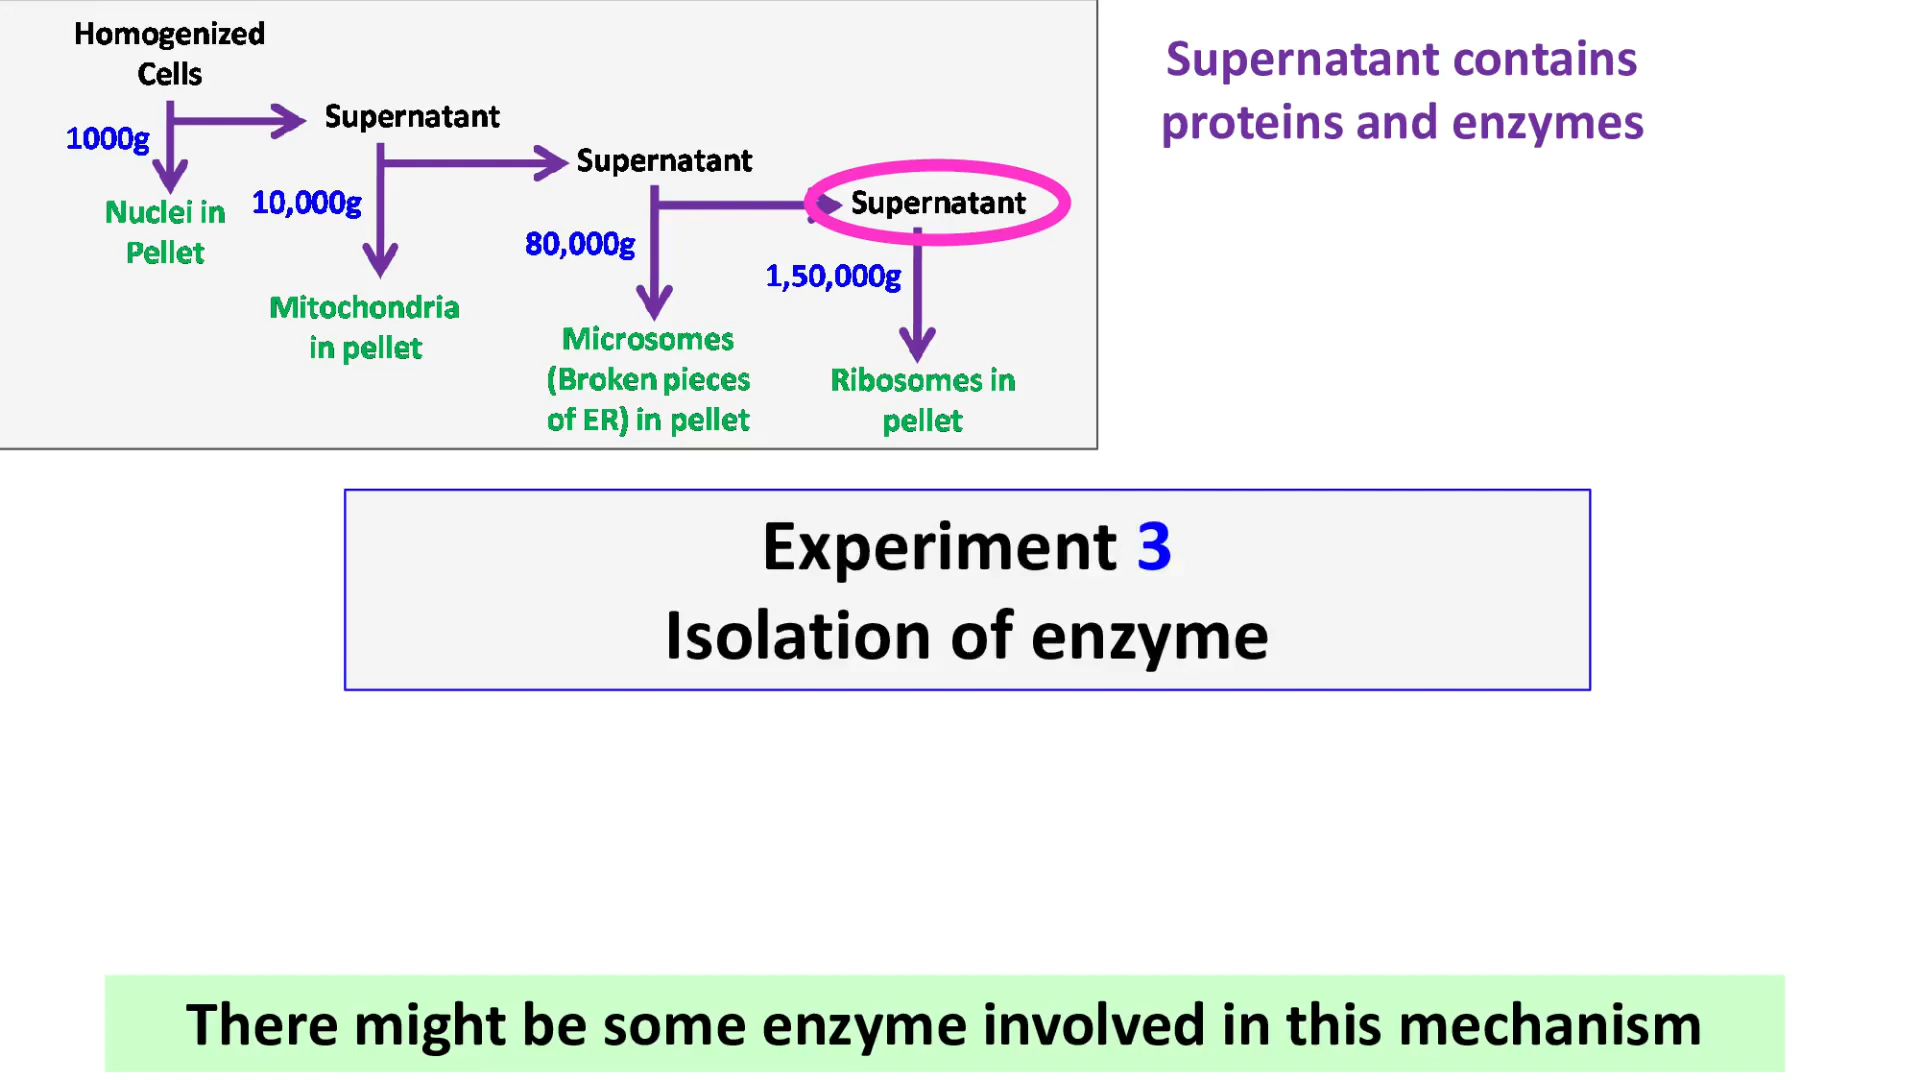 Homogenized
Cells
1000g
Supernatant
Nuclei in
Pellet
10,000g
Supernatant
Mitochondria
in pellet
80,000g
Supernatant
Microsomes
(Broken pieces
of ER) in pellet
1,50,000g
Ribosomes in
pellet
Supernatant contains
proteins and enzymes
Experiment 3
Isolation of enzyme
There might be some enzyme involved in this mechanism